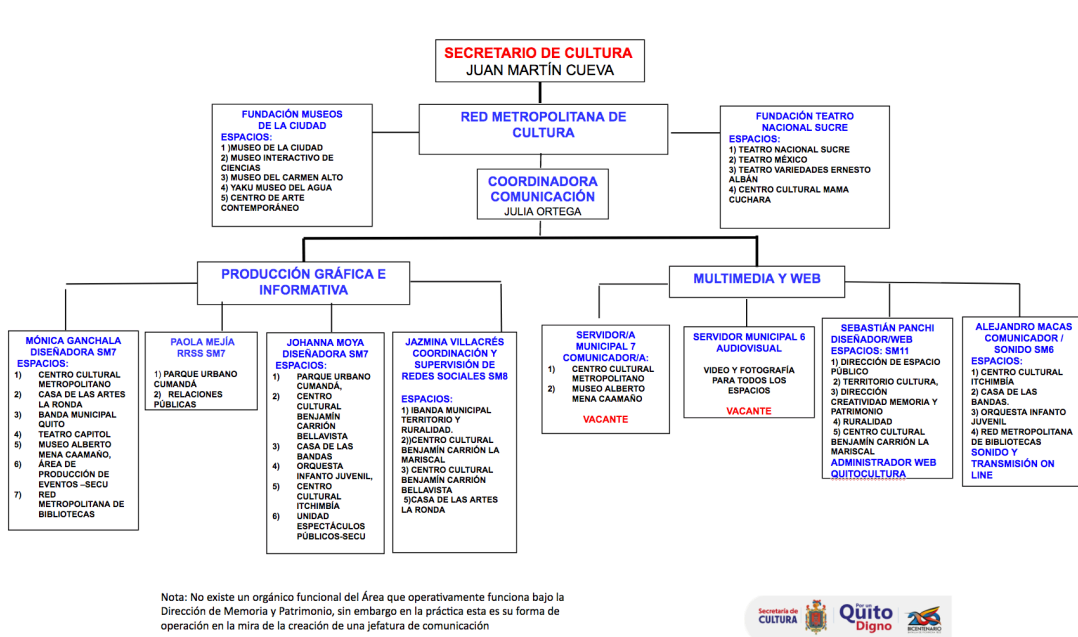 SECRETARIO DE CULTURA
JUAN MARTÍN CUEVA
FUNDACIÓN MUSEOS
DE LA CIUDAD
ESPACIOS:
1 )MUSEO DE LA CIUDAD
2) MUSEO INTERACTIVO DE
CIENCIAS
3) MUSEO DEL CARMEN ALTO
4) YAKU MUSEO DEL AGUA
5) CENTRO DE ARTE
CONTEMPORÁNEO
RED METROPOLITANA DE
CULTURA
FUNDACIÓN TEATRO
NACIONAL SUCRE
ESPACIOS:
1) TEATRO NACIONAL SUCRE
2) TEATRO MÉXICO
3) TEATRO VARIEDADES ERNESTO
ALBÁN
4) CENTRO CULTURAL MAMA
CUCHARA
COORDINADORA
COMUNICACIÓN
JULIA ORTEGA
PRODUCCIÓN GRÁFICA E
INFORMATIVA
MULTIMEDIA Y WEB
MÓNICA GANCHALA
DISEÑADORA SM7
ESPACIOS:
1) CENTRO CULTURAL
METROPOLITANO
2) CASA DE LAS ARTES
LA RONDA
3) BANDA MUNICIPAL
QUITO
4) TEATRO CAPITOL
5) MUSEO ALBERTO
MENA CAAMAÑO,
6) ÁREA DE
PRODUCCIÓN DE
EVENTOS –SECU
7) RED
METROPOLITANA DE
BIBLIOTECAS
PAOLA MEJÍA
RRSS SM7
1) PARQUE URBANO
CUMANDÁ
2) RELACIONES
PÚBLICAS
JOHANNA MOYA
DISEÑADORA SM7
ESPACIOS:
1) PARQUE URBANO
CUMANDÁ,
2) CENTRO
CULTURAL
BENJAMÍN
CARRIÓN
BELLAVISTA
3) CASA DE LAS
BANDAS
4) ORQUESTA
INFANTO JUVENIL,
5) CENTRO
CULTURAL
ITCHIMBÍA
6) UNIDAD
ESPECTÁCULOS
PÚBLICOS-SECU
JAZMINA VILLACRÉS
COORDINACIÓN Y
SUPERVISIÓN DE
REDES SOCIALES SM8
ESPACIOS:
1) IBANDA MUNICIPAL
TERRITORIO Y
RURALIDAD.
2))CENTRO CULTURAL
BENJAMÍN CARRIÓN LA
MARISCAL
3) CENTRO CULTURAL
BENJAMÍN CARRIÓN
BELLAVISTA
5)CASA DE LAS ARTES
LA RONDA
SERVIDOR/A
MUNICIPAL 7
COMUNICADOR/A:
1) CENTRO CULTURAL
METROPOLITANO
2) MUSEO ALBERTO
MENA CAAMAÑO
VACANTE
SERVIDOR MUNICIPAL 6
AUDIOVISUAL
VIDEO Y FOTOGRAFÍA
PARA TODOS LOS
ESPACIOS
VACANTE
SEBASTIÁN PANCHI
DISEÑADOR/WEB
ESPACIOS: SM11
1) DIRECCIÓN DE ESPACIO
PÚBLICO
2) TERRITORIO CULTURA,
3) DIRECCIÓN
CREATIVIDAD MEMORIA Y
PATRIMONIO
4) RURALIDAD
5) CENTRO CULTURAL
BENJAMÍN CARRIÓN LA
MARISCAL
ADMINISTRADOR WEB
QUITOCULTURA
ALEJANDRO MACAS
COMUNICADOR /
SONIDO SM6
ESPACIOS:
1) CENTRO CULTURAL
ITCHIMBÍA
2) CASA DE LAS
BANDAS.
3) ORQUESTA INFANTO
JUVENIL
4) RED METROPOLITANA
DE BIBLIOTECAS
SONIDO Y
TRANSMISIÓN ON
LINE
Nota: No existe un orgánico funcional del Área que operativamente funciona bajo la
Dirección de Memoria y Patrimonio, sin embargo en la práctica esta es su forma de
operación en la mira de la creación de una jefatura de comunicación
Secretaría de
CULTURA
Por un
Quito
Digno
BICENTENARIO